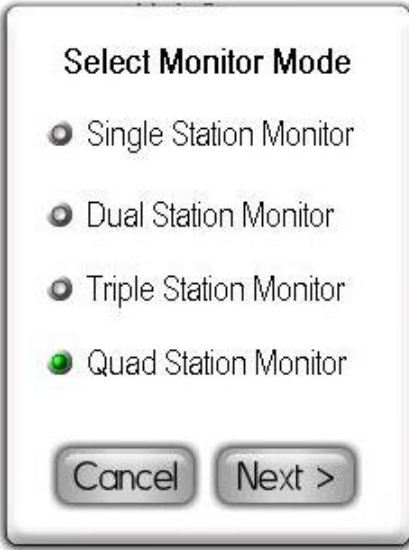 Select Monitor Mode
Single Station Monitor
Dual Station Monitor
Triple Station Monitor
Quad Station Monitor
Cancel
Next >